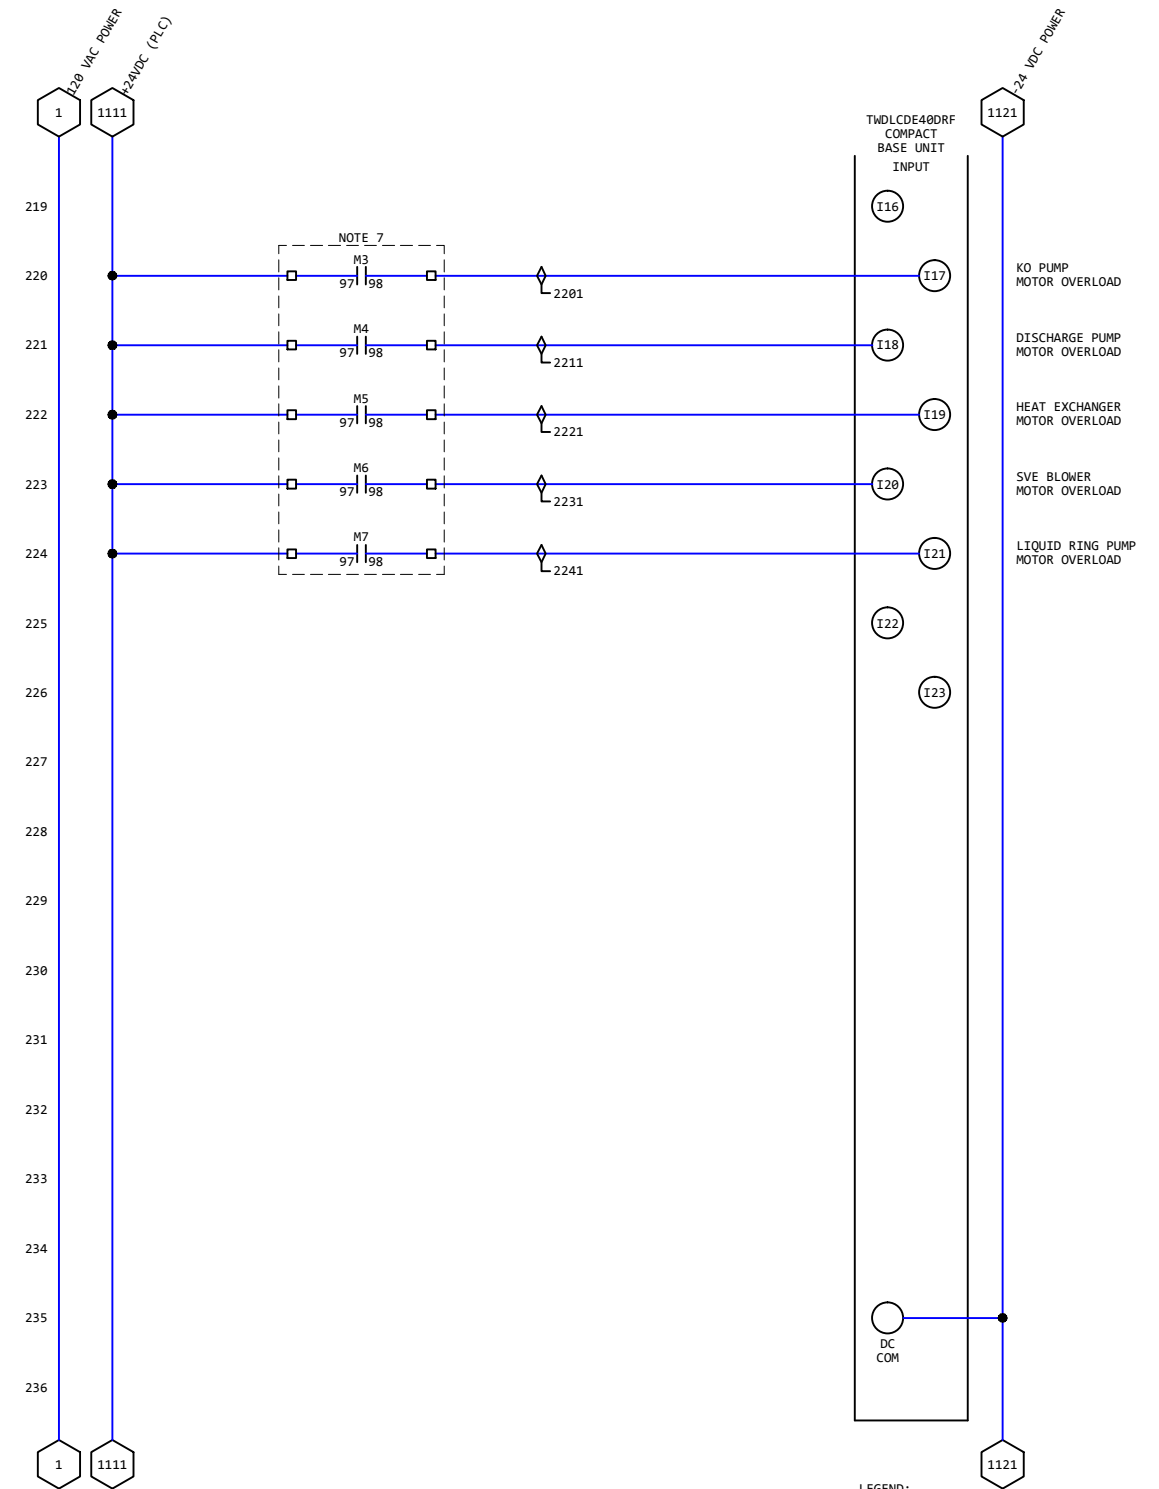 120 VAC POWER
+24VDC (PLC)
-24 VDC POWER
1
1111
1121
TWDLCDE40DRF
COMPACT
BASE UNIT
INPUT
219
I16
NOTE 7
220
M3
97 98
2201
I17
KO PUMP
MOTOR OVERLOAD
221
M4
97 98
2211
I18
DISCHARGE PUMP
MOTOR OVERLOAD
222
M5
97 98
2221
I19
HEAT EXCHANGER
MOTOR OVERLOAD
223
M6
97 98
2231
I20
SVE BLOWER
MOTOR OVERLOAD
224
M7
97 98
2241
I21
LIQUID RING PUMP
MOTOR OVERLOAD
225
I22
226
I23
227
228
229
230
231
232
233
234
235
DC
COM
236
1
1111
1121
LEGEND: